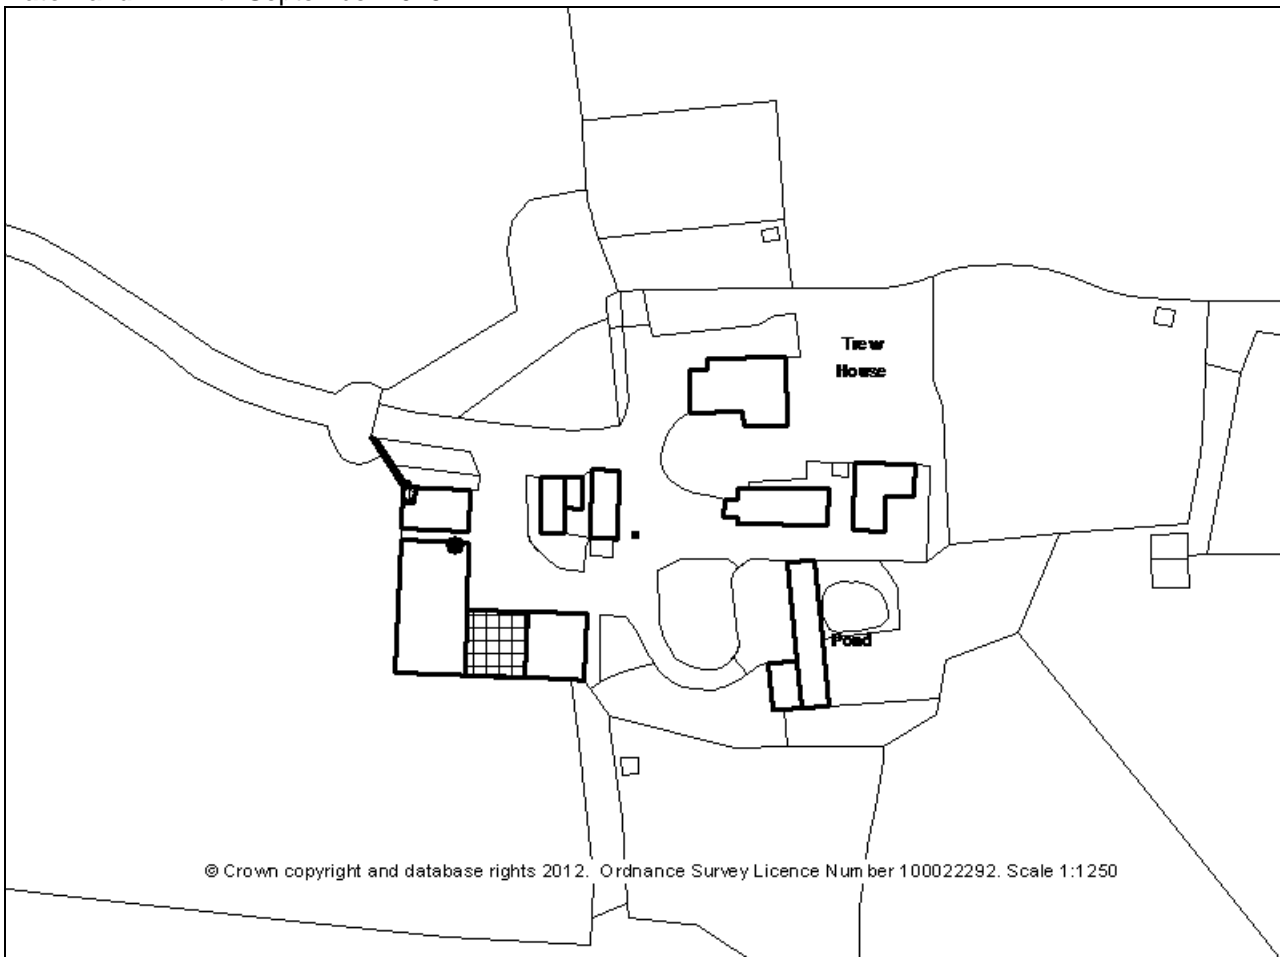 Trew
House
Pond
© Crown copyright and database rights 2012. Ordnance Survey Licence Number 100022292. Scale 1:1250